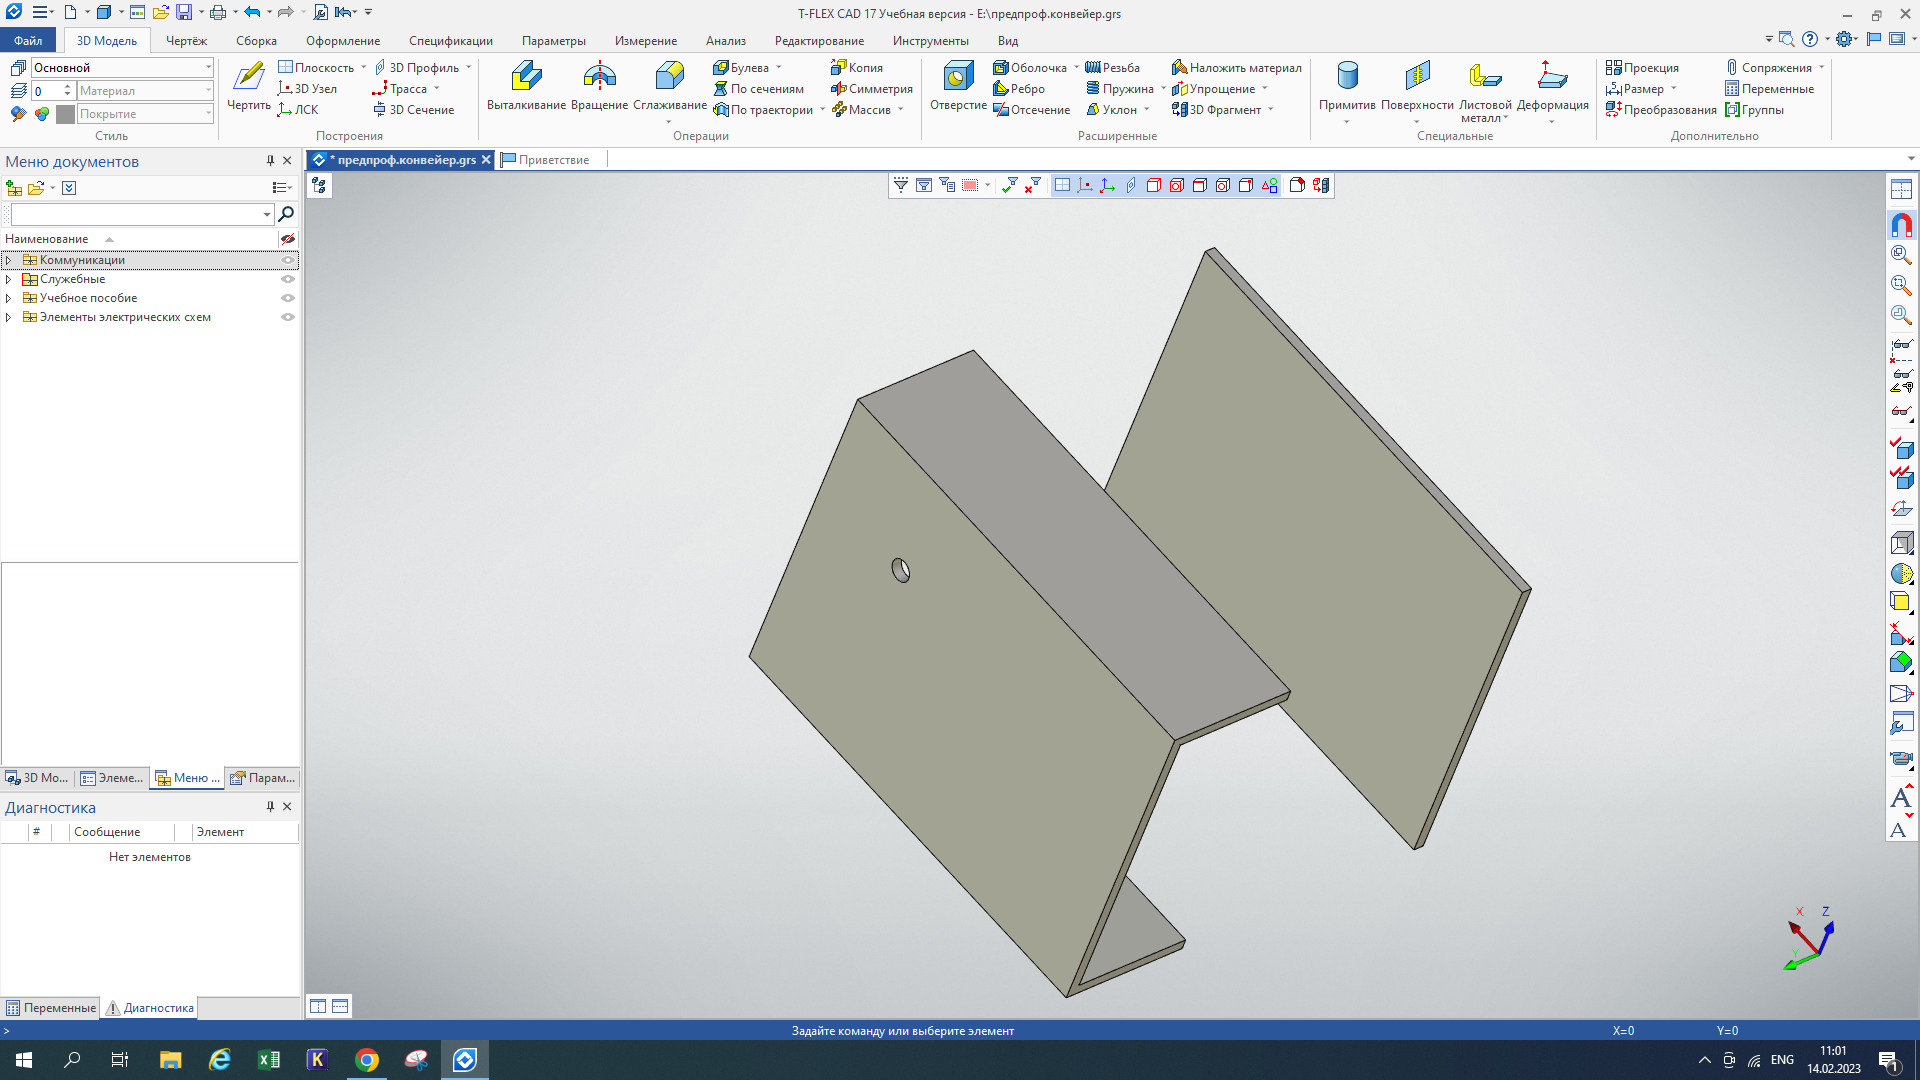 T-FLEX CAD 17 Учебная версия - E:\предпроф.конвейер.grs
Файл 3D Модель Чертёж Сборка Оформление Спецификации Параметры Измерение Анализ Редактирование Инструменты Вид
Основной
0 Материал
Покрытие
Стиль
Чертить
Плоскость
3D Узел
ЛСК
3D Профиль
Трасса
3D Сечение
Построения
Выталкивание Вращение Сглаживание
Булева
По сечениям
По траектории
Копия
Симметрия
Массив
Операции
Отверстие
Оболочка
Ребро
Отсечение
Резьба
Пружина
Уклон
Наложить материал
Упрощение
3D Фрагмент
Расширенные
Примитив Поверхности Листовой металл Деформация
Специальные
Проекция
Размер
Преобразования
Сопряжения
Переменные
Группы
Дополнительно
Меню документов
* предпроф.конвейер.grs
Приветствие
Наименование
Коммуникации
Служебные
Учебное пособие
Элементы электрических схем
3D Мо... Элеме... Меню ... Парам...
Диагностика
# Сообщение Элемент
Нет элементов
Переменные Диагностика
X Z
Y
> Задайте команду или выберите элемент X=0 Y=0
ENG
11:01
14.02.2023
1